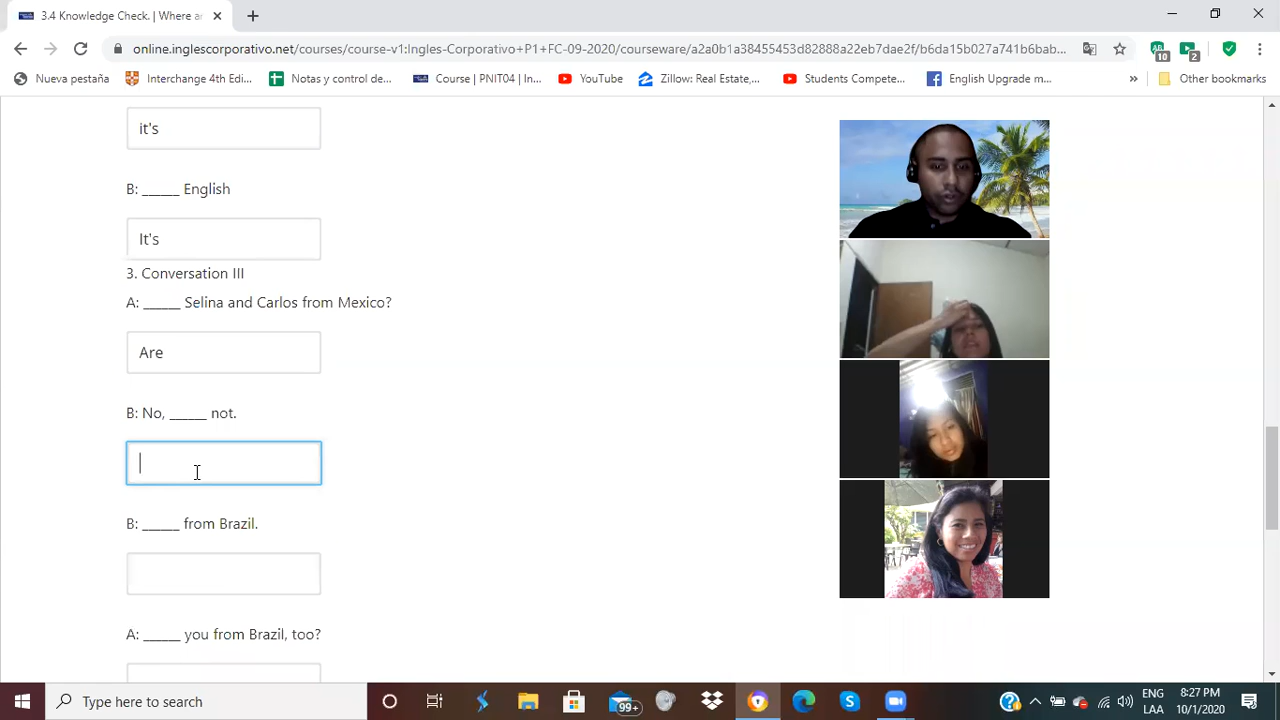 3.4 Knowledge Check. | Where ar
online.inglescorporativo.net/courses/course-v1:Ingles-Corporativo+P1+FC-09-2020/courseware/a2a0b1a38455453d82888a22eb7dae2f/b6da15b027a741b6bab...
10
2
Nueva pestaña
Interchange 4th Edi...
Notas y control de...
Course | PNIT04 | In...
YouTube
Zillow: Real Estate,...
Students Compete...
English Upgrade m...
»
Other bookmarks
it's
B: _____ English
It's
3. Conversation III
A: _____ Selina and Carlos from Mexico?
Are
B: No, _____ not.
B: _____ from Brazil.
A: _____ you from Brazil, too?
Type here to search
99+
ENG
LAA
8:27 PM
10/1/2020